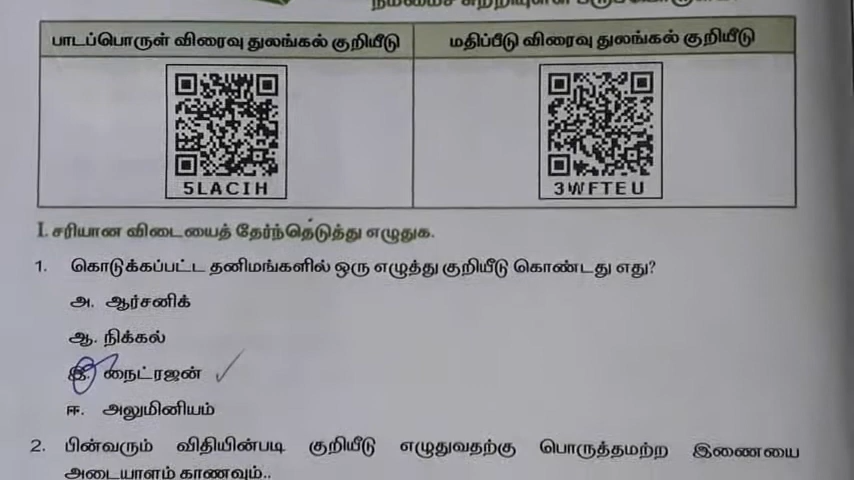 பாடப்பொருள் விரைவு துலங்கல் குறியீடு
மதிப்பீடு விரைவு துலங்கல் குறியீடு
5LACIH
3WFTEU
I. சரியான விடையைத் தேர்ந்தெடுத்து எழுதுக.
1. கொடுக்கப்பட்ட தனிமங்களில் ஒரு எழுத்து குறியீடு கொண்டது எது?
அ. ஆர்சனிக்
ஆ. நிக்கல்
இ. நைட்ரஜன் ✓
ஈ. அலுமினியம்
2. பின்வரும் விதியின்படி குறியீடு எழுதுவதற்கு பொருத்தமற்ற இணையை
அடையாளம் காணவும்..